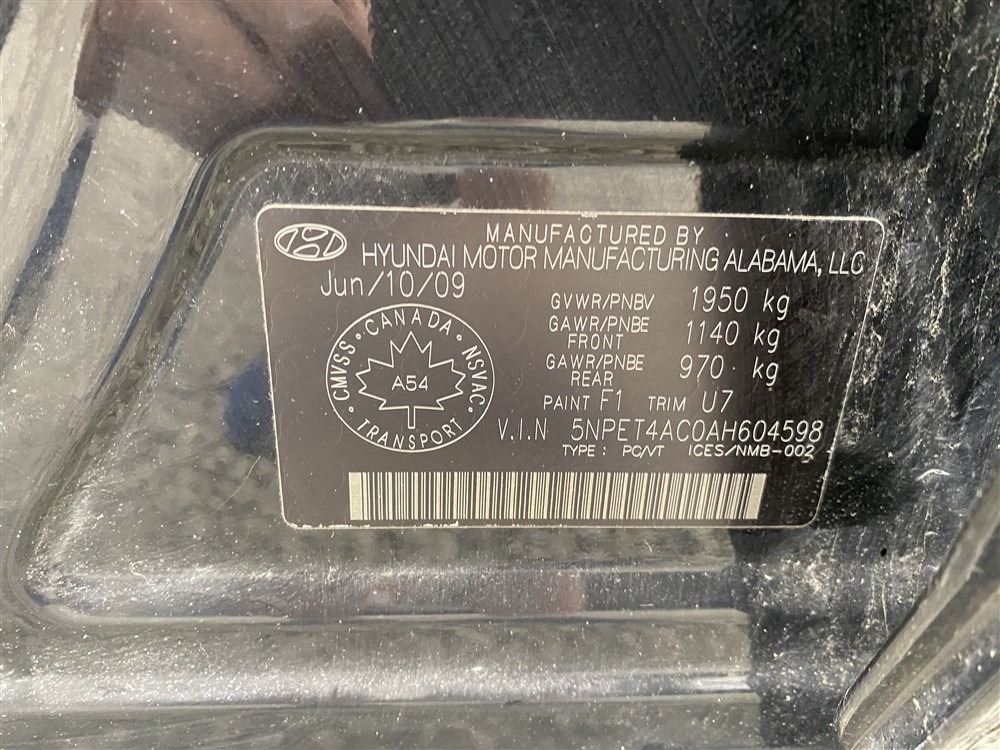 MANUFACTURED BY
HYUNDAI MOTOR MANUFACTURING ALABAMA, LLC
Jun/10/09
GVWR/PNBV 1950 kg
GAWR/PNBE FRONT 1140 kg
GAWR/PNBE REAR 970 kg
PAINT F1 TRIM U7
CMVSS • CANADA • NSVAC • TRANSPORT •
A54
V.I.N 5NPET4AC0AH604598
TYPE : PC/VT ICES/NMB-002